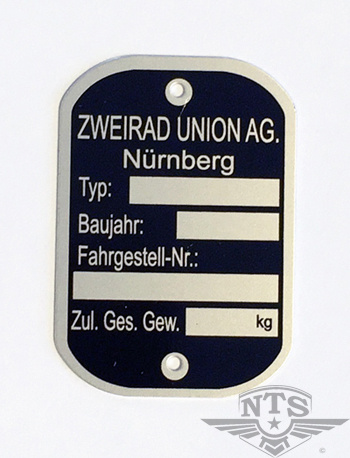 ZWEIRAD UNION AG.
Nürnberg
Typ:
Baujahr:
Fahrgestell-Nr.:
Zul. Ges. Gew. kg
NTS
©